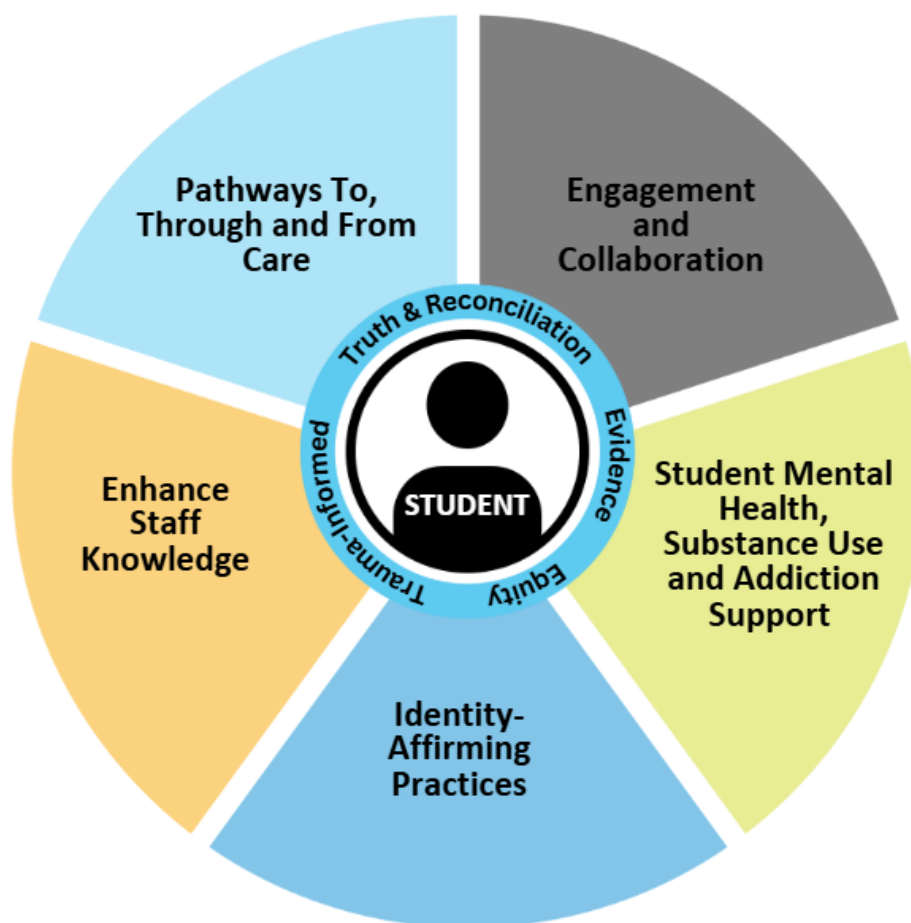 Pathways To,
Through and From
Care
Engagement
and
Collaboration
Truth & Reconciliation
Evidence
Equity
Trauma-Informed
STUDENT
Student Mental
Health,
Substance Use
and Addiction
Support
Enhance
Staff
Knowledge
Identity-
Affirming
Practices